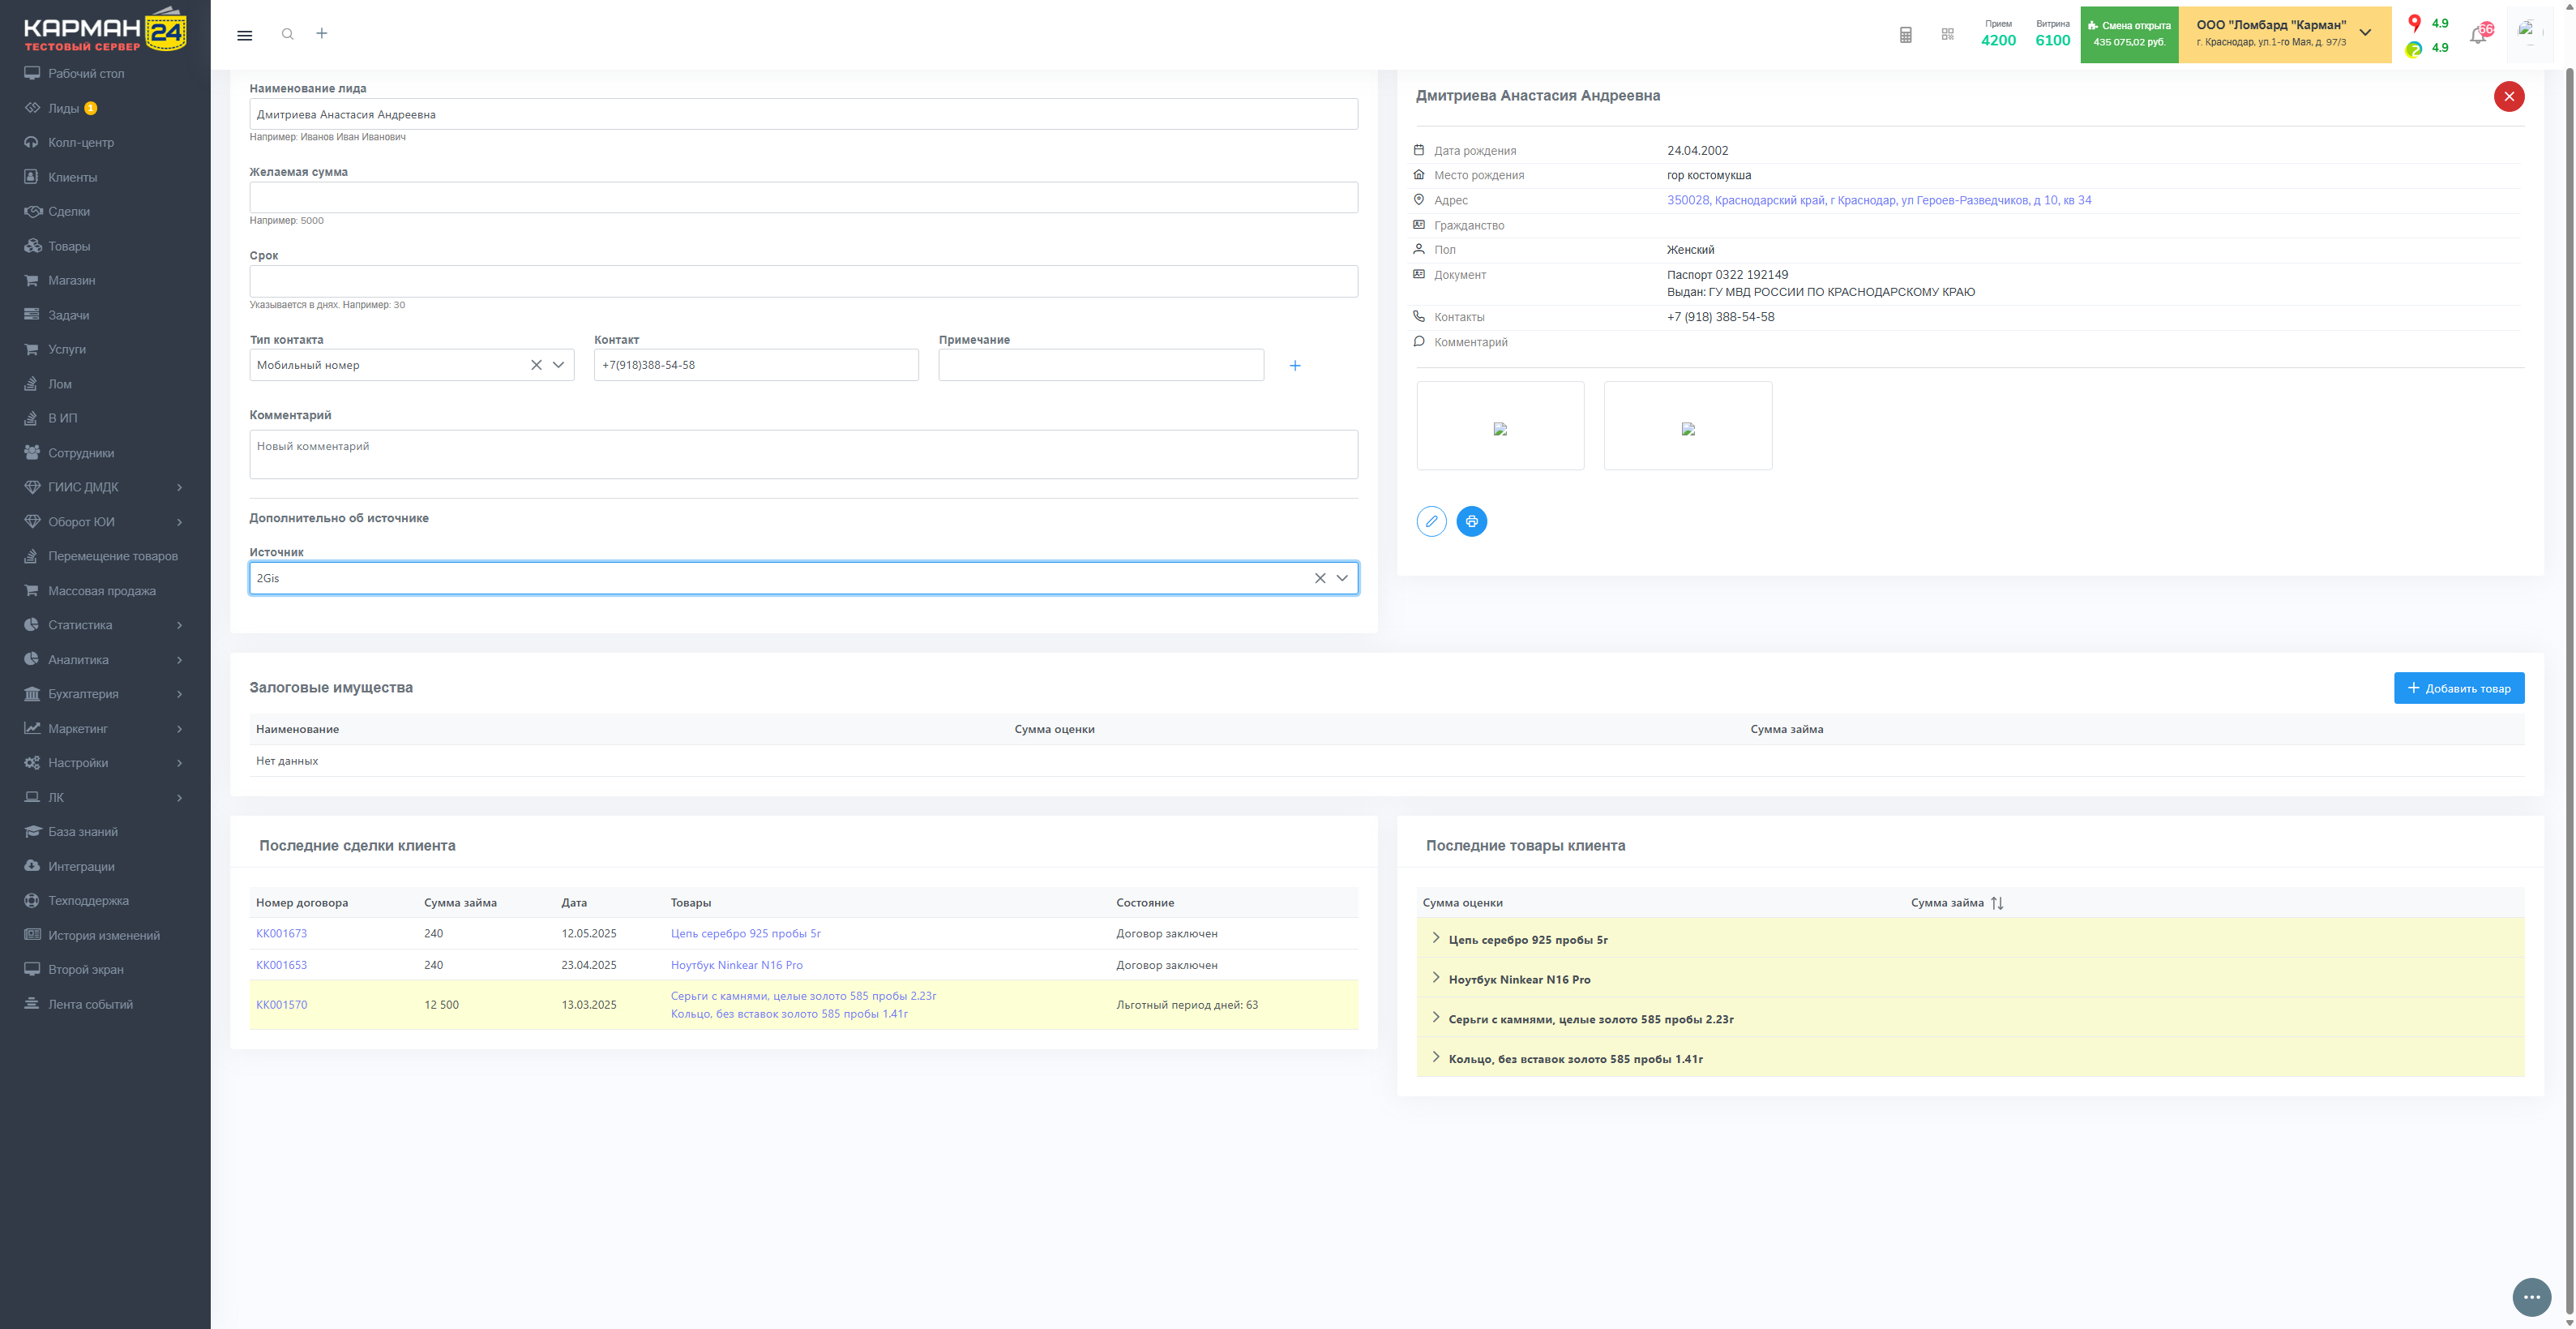 КАРМАН 24
ТЕСТОВЫЙ СЕРВЕР
Рабочий стол
Лиды 1
Колл-центр
Клиенты
Сделки
Товары
Магазин
Задачи
Услуги
Лом
В ИП
Сотрудники
ГИИС ДМДК
Оборот ЮИ
Перемещение товаров
Массовая продажа
Статистика
Аналитика
Бухгалтерия
Маркетинг
Настройки
ЛК
База знаний
Интеграции
Техподдержка
История изменений
Второй экран
Лента событий
Прием
4200
Витрина
6100
Смена открыта
435 075,02 руб.
ООО "Ломбард "Карман"
г. Краснодар, ул.1-го Мая, д. 97/3
4.9
4.9
Наименование лида
Дмитриева Анастасия Андреевна
Например: Иванов Иван Иванович
Желаемая сумма
Например: 5000
Срок
Указывается в днях. Например: 30
Тип контакта Контакт Примечание
Мобильный номер +7(918)388-54-58
Комментарий
Новый комментарий
Дополнительно об источнике
Источник
2Gis
Дмитриева Анастасия Андреевна
Дата рождения 24.04.2002
Место рождения гор костомукша
Адрес 350028, Краснодарский край, г Краснодар, ул Героев-Разведчиков, д 10, кв 34
Гражданство
Пол Женский
Документ Паспорт 0322 192149
Выдан: ГУ МВД РОССИИ ПО КРАСНОДАРСКОМУ КРАЮ
Контакты +7 (918) 388-54-58
Комментарий
Залоговые имущества
Добавить товар
Наименование Сумма оценки Сумма займа
Нет данных
Последние сделки клиента
Номер договора Сумма займа Дата Товары Состояние
КК001673 240 12.05.2025 Цепь серебро 925 пробы 5г Договор заключен
КК001653 240 23.04.2025 Ноутбук Ninkear N16 Pro Договор заключен
КК001570 12 500 13.03.2025 Серьги с камнями, целые золото 585 пробы 2.23г Льготный период дней: 63
Кольцо, без вставок золото 585 пробы 1.41г
Последние товары клиента
Сумма оценки Сумма займа
Цепь серебро 925 пробы 5г
Ноутбук Ninkear N16 Pro
Серьги с камнями, целые золото 585 пробы 2.23г
Кольцо, без вставок золото 585 пробы 1.41г